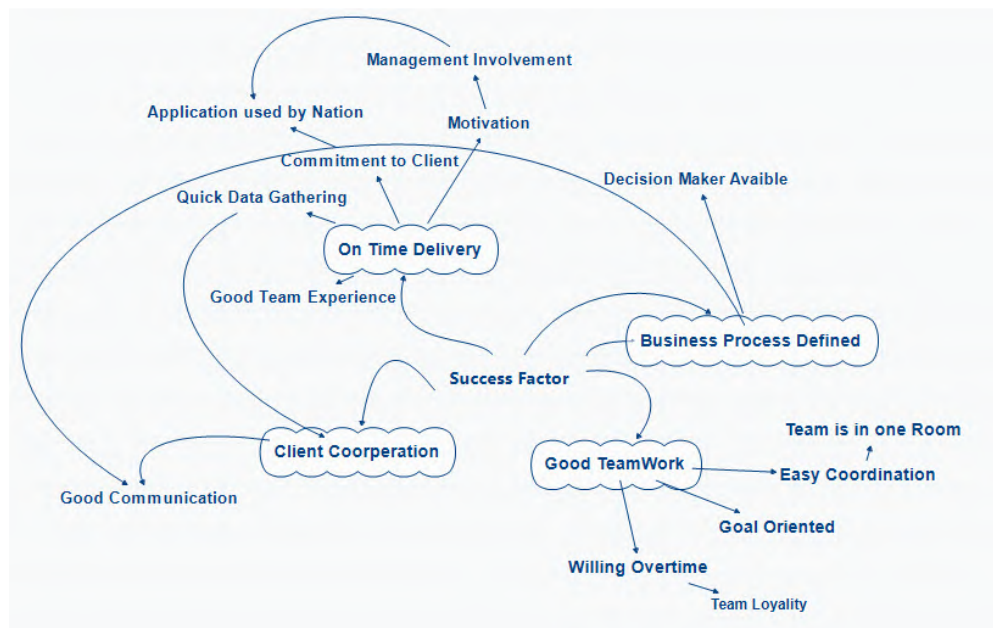 Management Involvement
Application used by Nation
Motivation
Commitment to Client
Decision Maker Avaible
Quick Data Gathering
On Time Delivery
Good Team Experience
Business Process Defined
Success Factor
Team is in one Room
Client Coorperation
Good TeamWork
Easy Coordination
Good Communication
Goal Oriented
Willing Overtime
Team Loyality